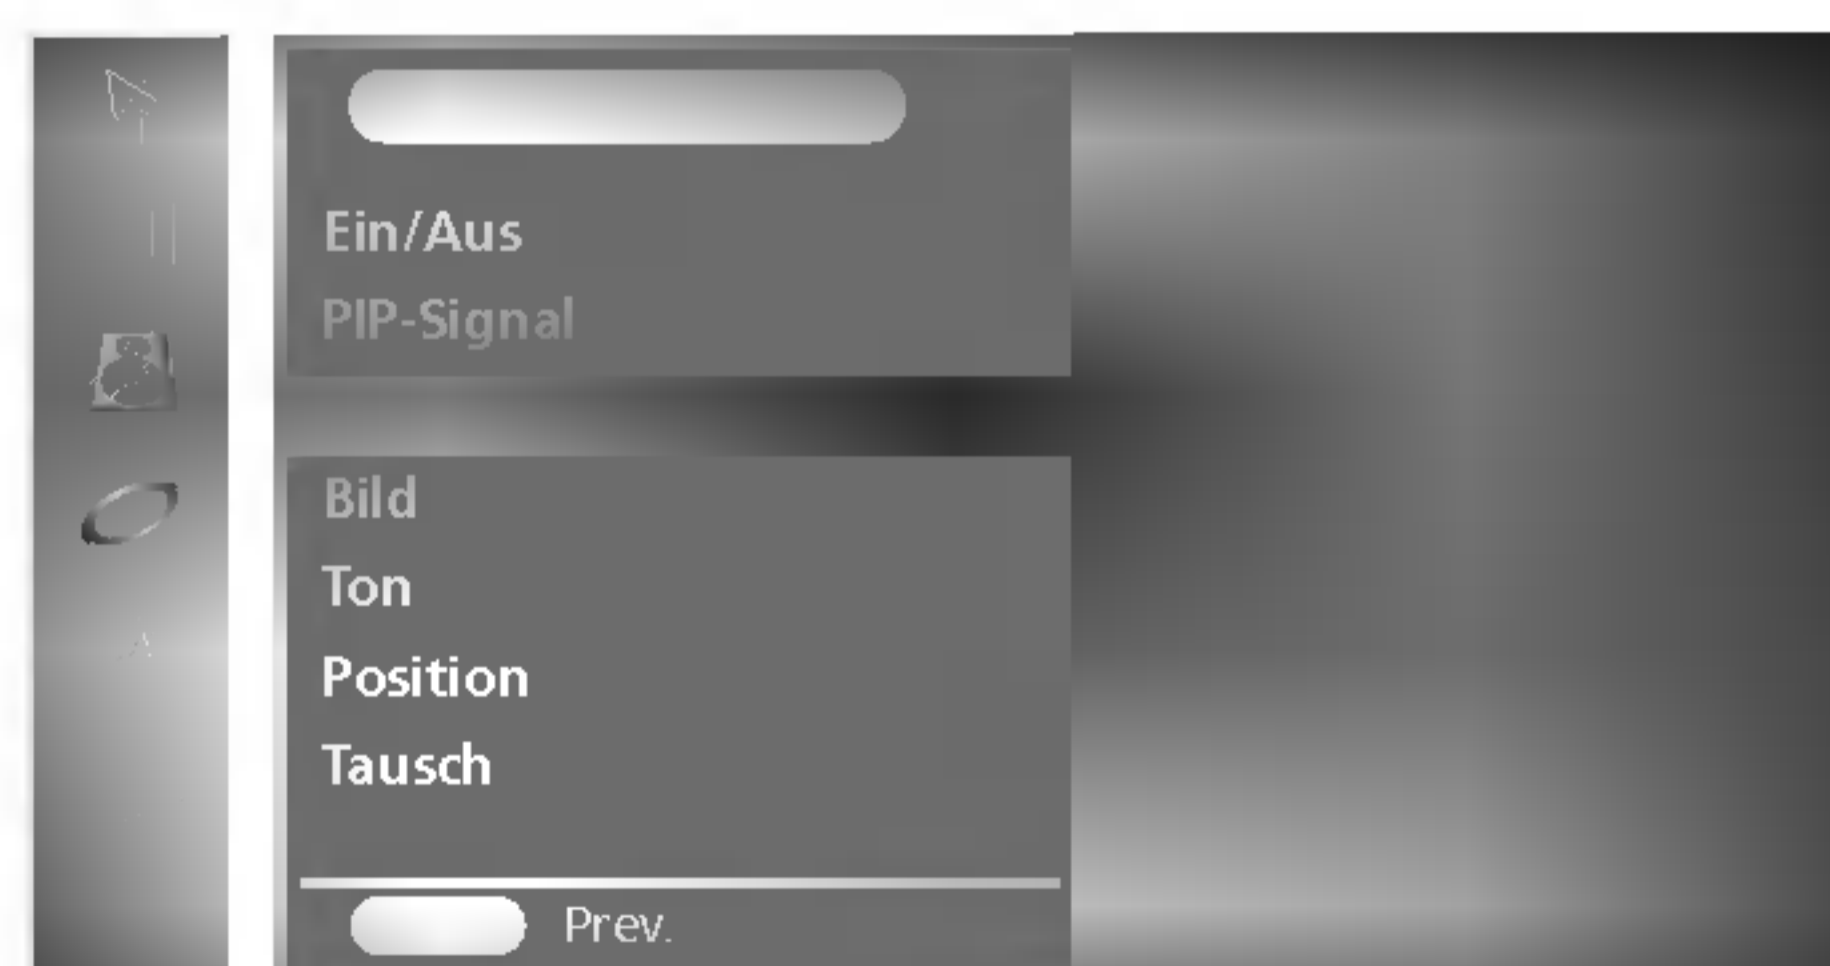 Ein/Aus
PIP-Signal
Bild
Ton
Position
Tausch
Prev.